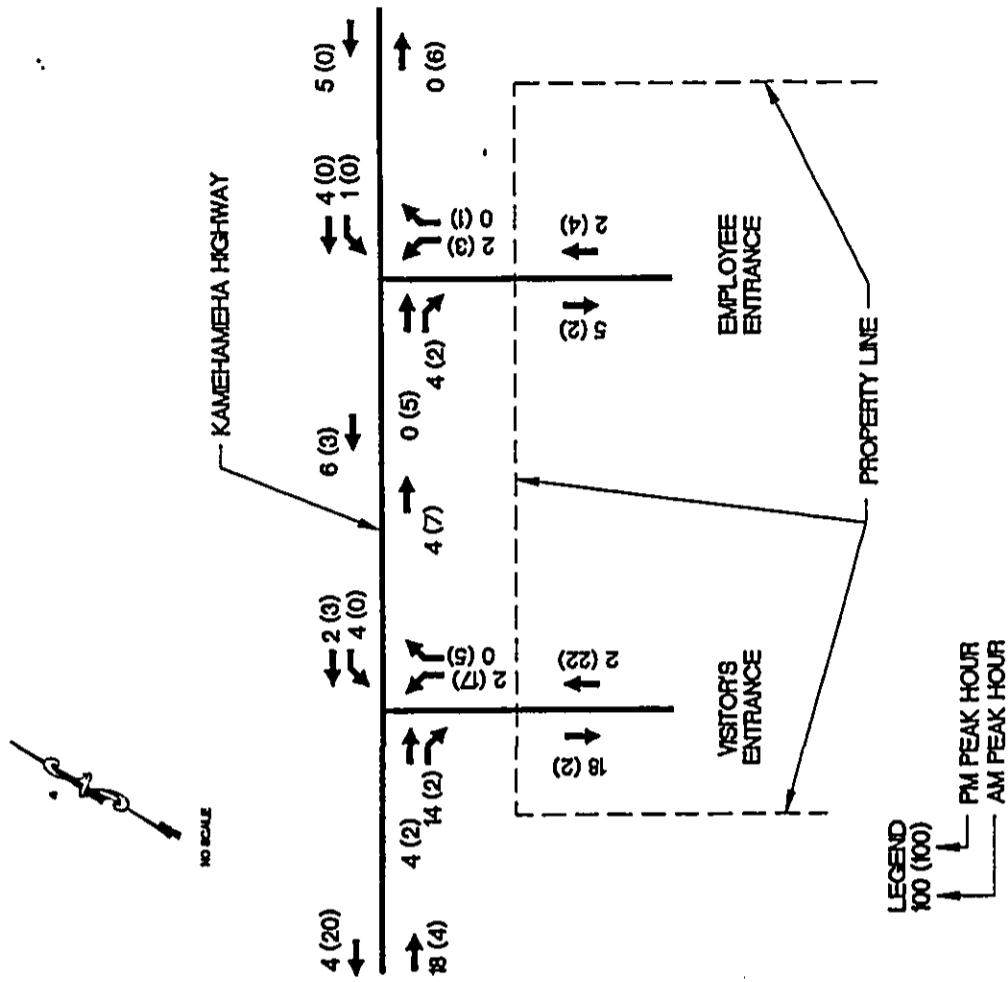 NO SCALE
KAMEHAMEHA HIGHWAY
4 (20)
18 (4)
4 (2)
14 (2)
2 (3)
4 (0)
2 (17)
0 (5)
18 (2)
2 (22)
VISITOR'S
ENTRANCE
4 (7)
6 (3)
0 (5)
4 (2)
4 (0)
1 (0)
2 (3)
0 (1)
5 (2)
2 (4)
EMPLOYEE
ENTRANCE
5 (0)
0 (6)
PROPERTY LINE
LEGEND
100 (100)
PM PEAK HOUR
AM PEAK HOUR